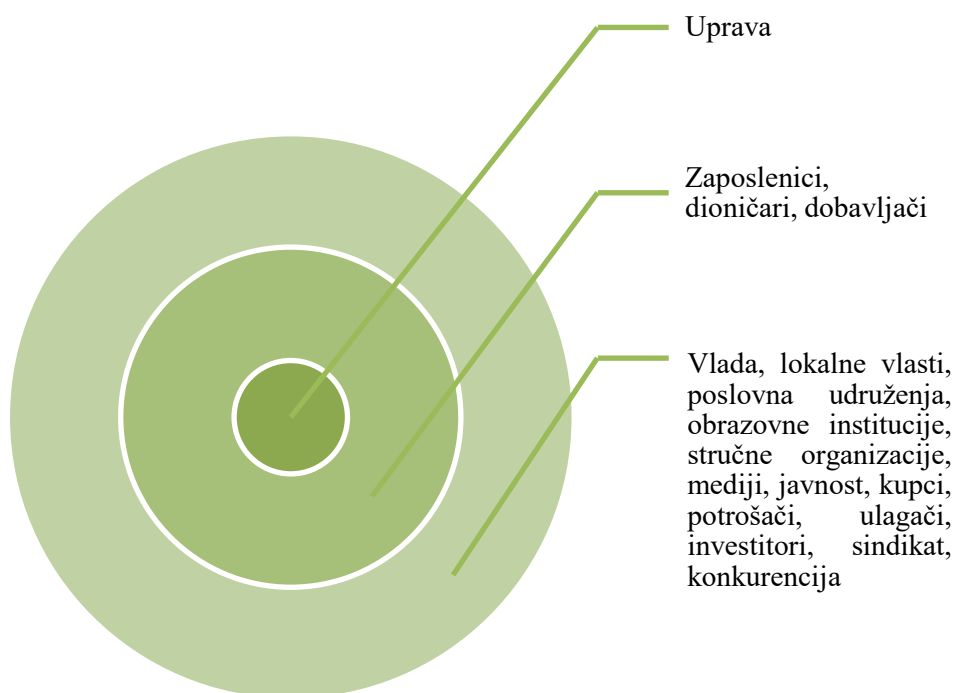 Uprava
Zaposlenici,
dioničari, dobavljači
Vlada, lokalne vlasti,
poslovna udruženja,
obrazovne institucije,
stručne organizacije,
mediji, javnost, kupci,
potrošači, ulagači,
investitori, sindikat,
konkurencija